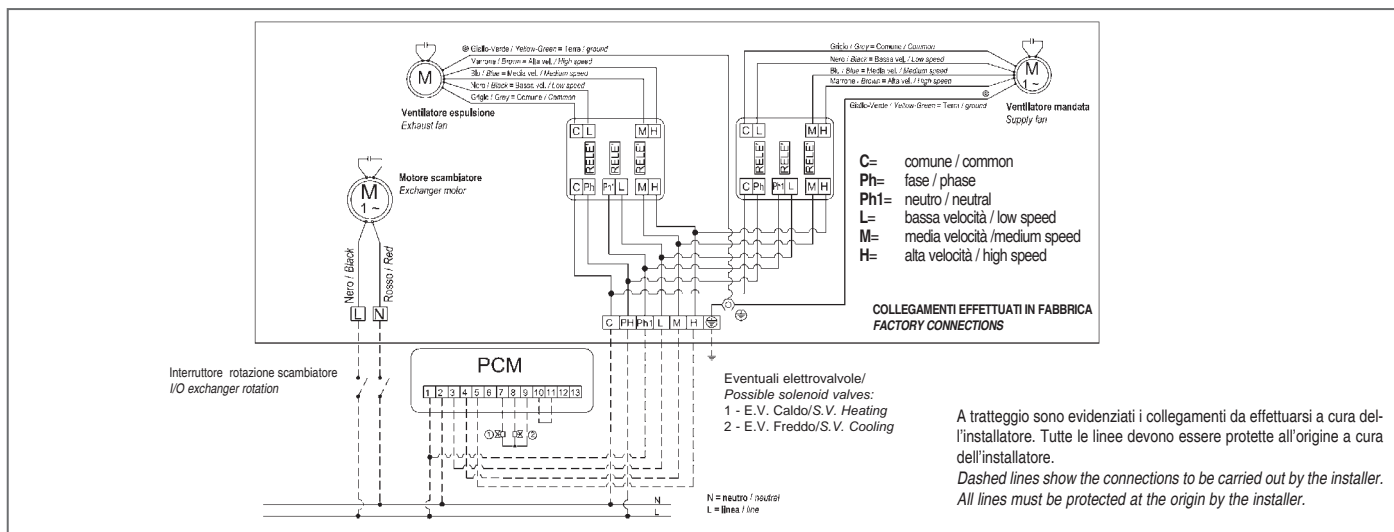 ⊕ Giallo-Verde / Yellow-Green = Terra / ground
Marrone / Brown = Alta vel. / High speed
Blu / Blue = Media vel. / Medium speed
Nero / Black = Bassa vel. / Low speed
Grigio / Grey = Comune / Common
M
Ventilatore espulsione
Exhaust fan
Grigio / Grey = Comune / Common
Nero / Black = Bassa vel. / Low speed
Blu / Blue = Media vel. / Medium speed
Marrone / Brown = Alta vel. / High speed
Giallo-Verde / Yellow-Green = Terra / ground
M
1 ~
Ventilatore mandata
Supply fan
C L M H
RELE' RELE' RELE'
C Ph Ph1 L M H
C L M H
RELE' RELE' RELE'
C Ph Ph1 L M H
Motore scambiatore
Exchanger motor
M
1 ~
Nero / Black
Rosso / Red
L N
C= comune / common
Ph= fase / phase
Ph1= neutro / neutral
L= bassa velocità / low speed
M= media velocità /medium speed
H= alta velocità / high speed
COLLEGAMENTI EFFETTUATI IN FABBRICA
FACTORY CONNECTIONS
C PH Ph1 L M H
Interruttore rotazione scambiatore
I/O exchanger rotation
PCM
1 2 3 4 5 6 7 8 9 10 11 12 13
1 2
Eventuali elettrovalvole/
Possible solenoid valves:
1 - E.V. Caldo/S.V. Heating
2 - E.V. Freddo/S.V. Cooling
N
L
N = neutro / neutral
L = linea / line
A tratteggio sono evidenziati i collegamenti da effettuarsi a cura del-
l'installatore. Tutte le linee devono essere protette all'origine a cura
dell'installatore.
Dashed lines show the connections to be carried out by the installer.
All lines must be protected at the origin by the installer.